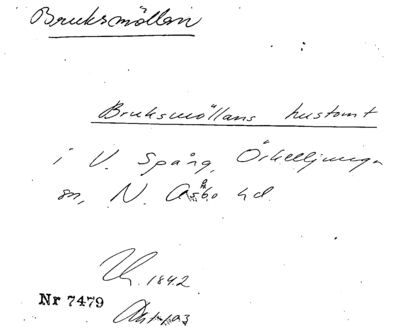 Bruksmöllan
Bruksmöllans hustomt
i V. Spång, Örkelljunga
sn, N. Åsbo hd.
1842
Nr 7479